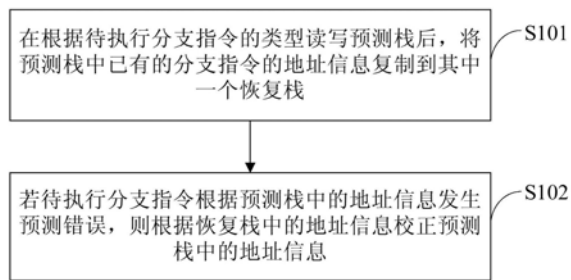 在根据待执行分支指令的类型读写预测栈后，将
预测栈中已有的分支指令的地址信息复制到其中
一个恢复栈
S101
若待执行分支指令根据预测栈中的地址信息发生
预测错误，则根据恢复栈中的地址信息校正预测
栈中的地址信息
S102